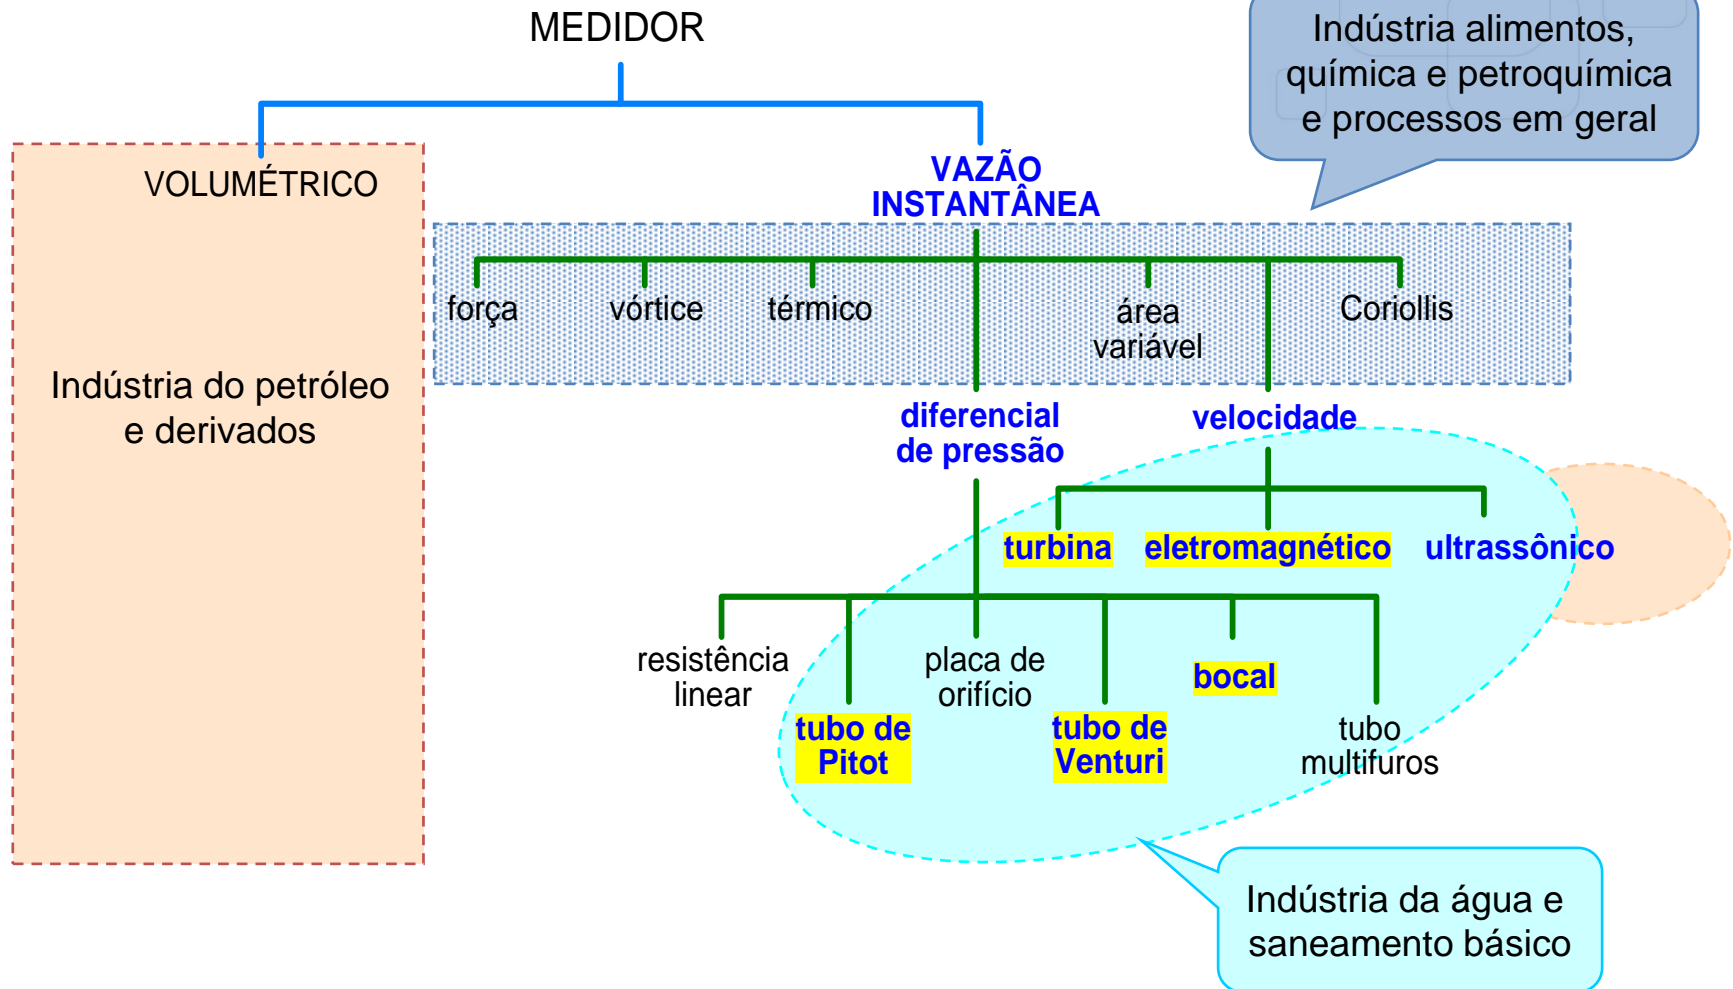 MEDIDOR
Indústria alimentos,
química e petroquímica
e processos em geral
VOLUMÉTRICO
VAZÃO
INSTANTÂNEA
força
vórtice
térmico
área
variável
Coriollis
Indústria do petróleo
e derivados
diferencial
de pressão
velocidade
turbina
eletromagnético
ultrassônico
resistência
linear
tubo de
Pitot
placa de
orifício
tubo de
Venturi
bocal
tubo
multifuros
Indústria da água e
saneamento básico